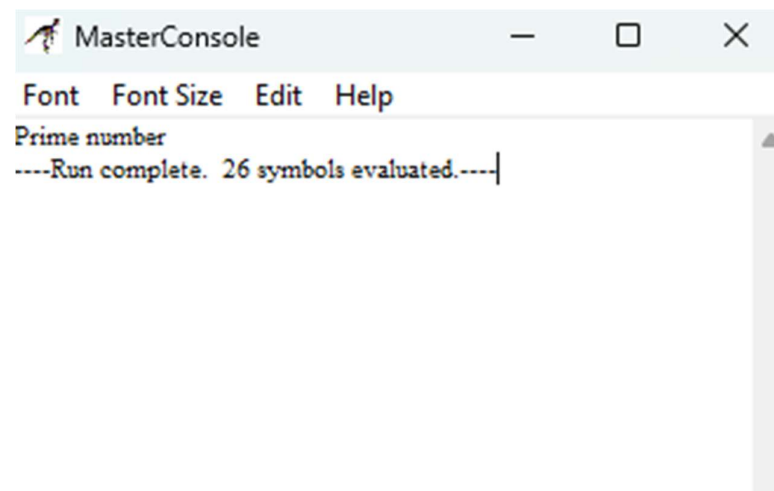 MasterConsole
Font Font Size Edit Help
Prime number
----Run complete.  26 symbols evaluated.----